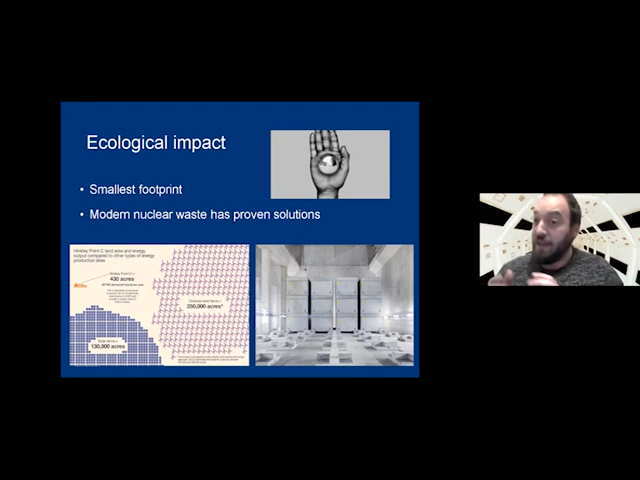 Ecological impact
• Smallest footprint
• Modern nuclear waste has proven solutions
Hinkley Point C land area and energy
output compared to other types of energy
production sites
Hinkley Point C =
430 acres
250,000 acres*
Solar farms =
130,000 acres